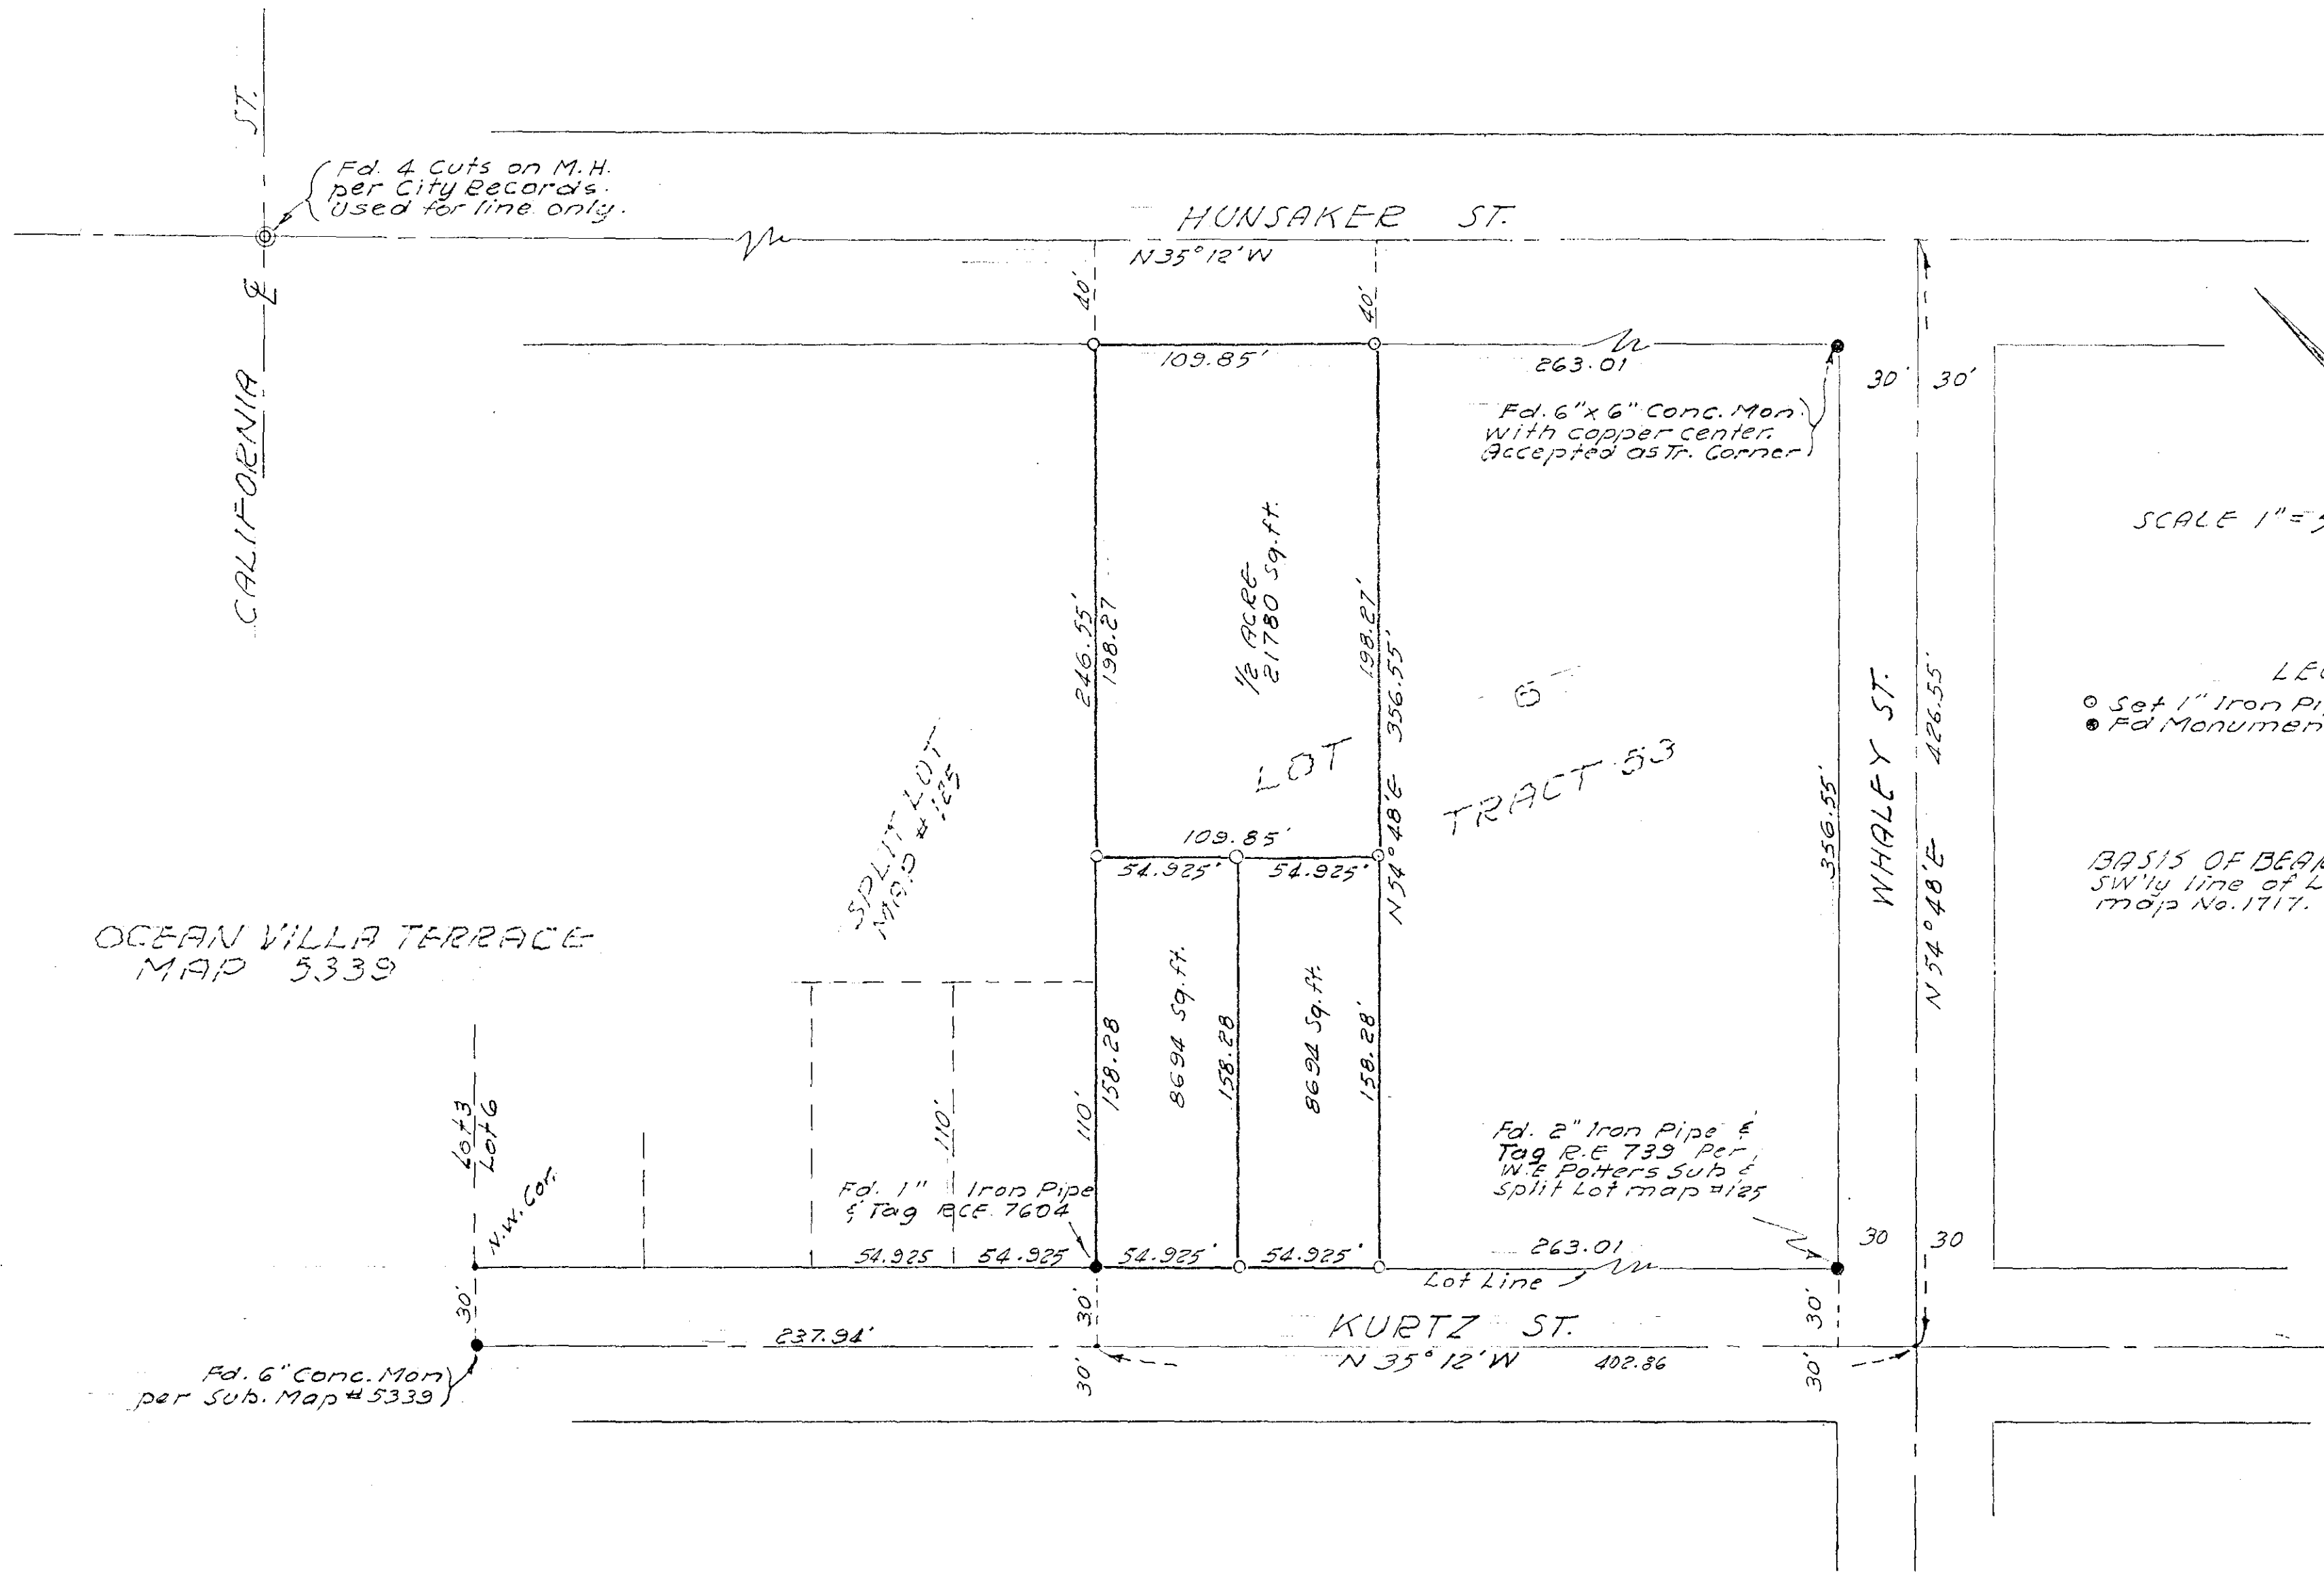 ST.
Fd. 4 Cuts on M.H.
per City Records.
Used for line only.
HUNSAKER ST.
N 35° 12' W
℄
40'
40'
CALIFORNIA
109.85'
263.01
30' 30'
Fd. 6" x 6" Conc. Mon.
with copper center.
Accepted as Tr. Corner
SCALE 1" =
1/2 ACRE
21780 Sq.ft.
246.55'
198.27
198.27'
356.55'
N 54° 48' E
6
LOT
TRACT 53
SPLIT LOT
MAP #125
356.55'
WHALEY ST.
426.55'
N 54° 48' E
Set 1" Iron
Fd Monumen
BASIS OF
SW'ly line of
map No. 1717.
109.85'
54.925' 54.925'
OCEAN VILLA TERRACE
MAP 5339
158.28
8694 Sq.ft.
158.28
8694 Sq.ft.
158.28'
110'
110'
Lot 3
Lot 6
N.W. Cor.
Fd. 1" Iron Pipe
& Tag RCE. 7604
Fd. 2" Iron Pipe &
Tag R.E 739 Per
W.E Potters Sub &
Split Lot map #125
30 30
54.925 54.925 54.925' 54.925' 263.01
Lot Line
30'
30'
30'
237.94'
KURTZ ST.
N 35° 12' W 402.86
30'
30'
Fd. 6" Conc. Mon
per Sub. Map #5339